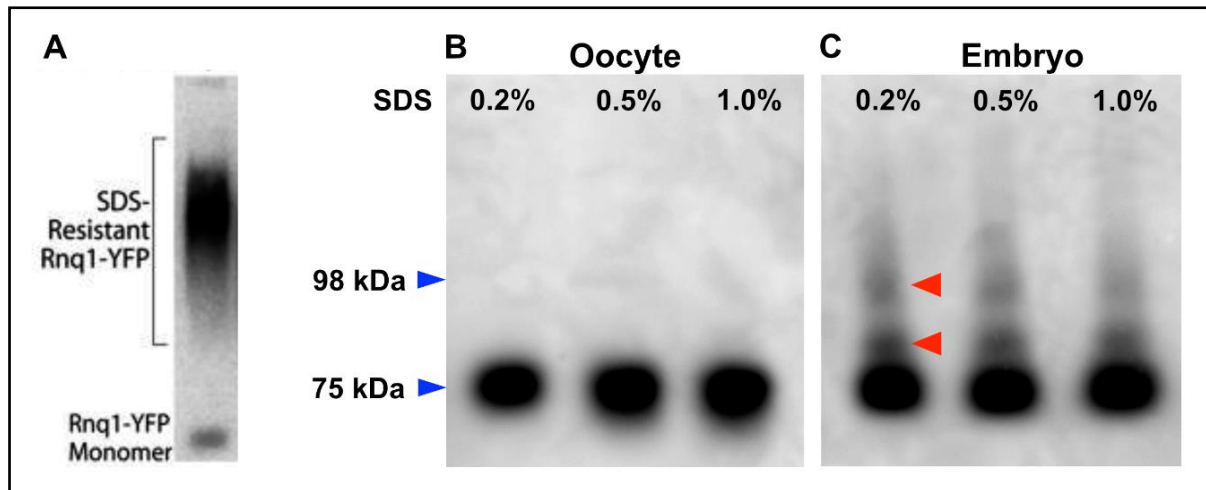 A
SDS-
Resistant
Rnq1-YFP
Rnq1-YFP
Monomer
B
Oocyte
SDS 0.2% 0.5% 1.0%
98 kDa
75 kDa
C
Embryo
0.2% 0.5% 1.0%